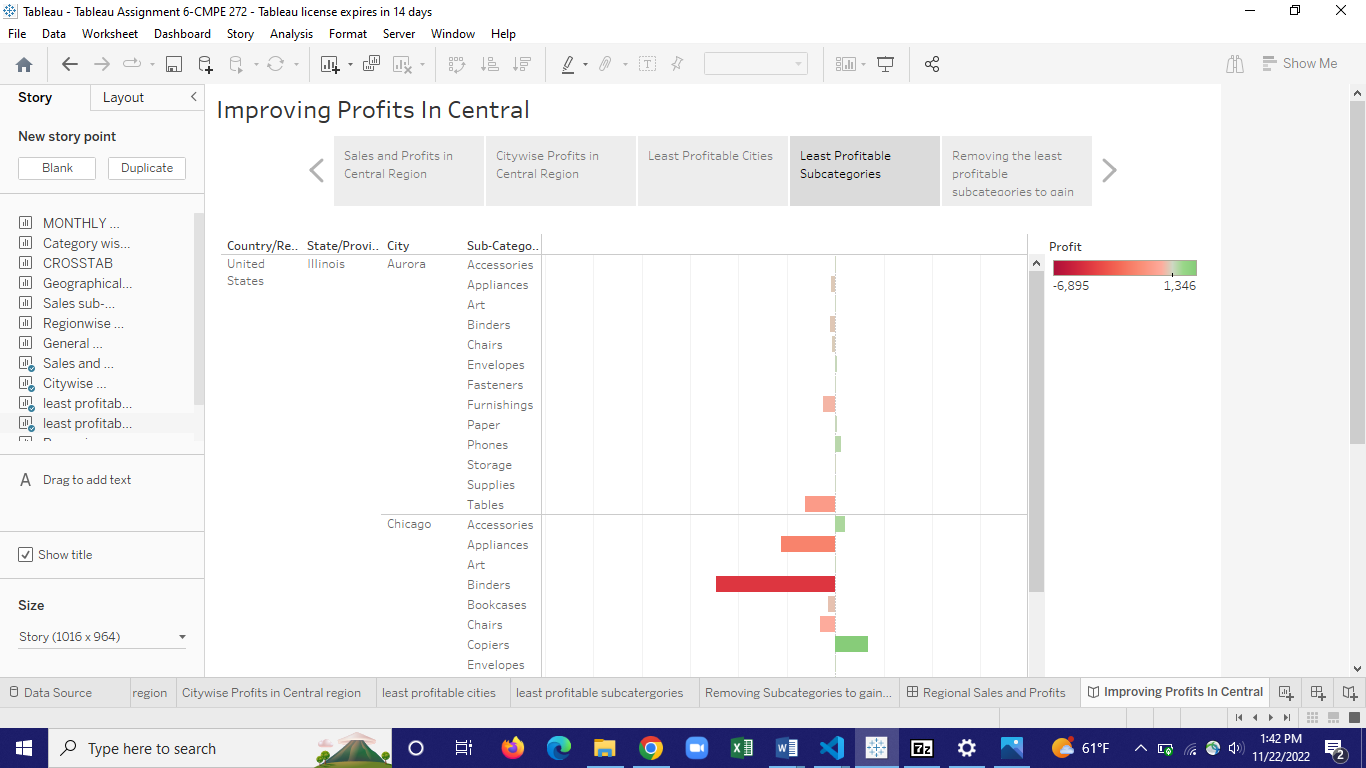 Tableau - Tableau Assignment 6-CMPE 272 - Tableau license expires in 14 days
File Data Worksheet Dashboard Story Analysis Format Server Window Help
Show Me
Story Layout
New story point
Blank Duplicate
MONTHLY ...
Category wis...
CROSSTAB
Geographical...
Sales sub-...
Regionwise ...
General ...
Sales and ...
Citywise ...
least profitab...
least profitab...
A Drag to add text
Show title
Size
Story (1016 x 964)
Improving Profits In Central
Sales and Profits in
Central Region
Citywise Profits in
Central Region
Least Profitable Cities
Least Profitable
Subcategories
Removing the least
profitable
subcategories to gain
Country/Re.. State/Provi.. City Sub-Catego..
United
States
Illinois
Aurora
Accessories
Appliances
Art
Binders
Chairs
Envelopes
Fasteners
Furnishings
Paper
Phones
Storage
Supplies
Tables
Chicago
Accessories
Appliances
Art
Binders
Bookcases
Chairs
Copiers
Envelopes
Profit
-6,895 1,346
Data Source region Citywise Profits in Central region least profitable cities least profitable subcatergories Removing Subcategories to gain... Regional Sales and Profits Improving Profits In Central
Type here to search
61°F
1:42 PM
11/22/2022
2